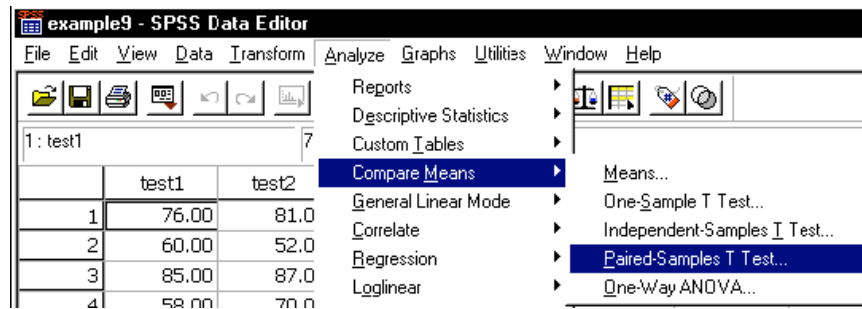 example9 - SPSS Data Editor
File Edit View Data Transform Analyze Graphs Utilities Window Help
1 : test1 7
test1 test2
1 76.00 81.0
2 60.00 52.0
3 85.00 87.0
4 58.00 70.0
Reports
Descriptive Statistics
Custom Tables
Compare Means
General Linear Mode
Correlate
Regression
Loglinear
Means...
One-Sample T Test...
Independent-Samples T Test...
Paired-Samples T Test...
One-Way ANOVA...